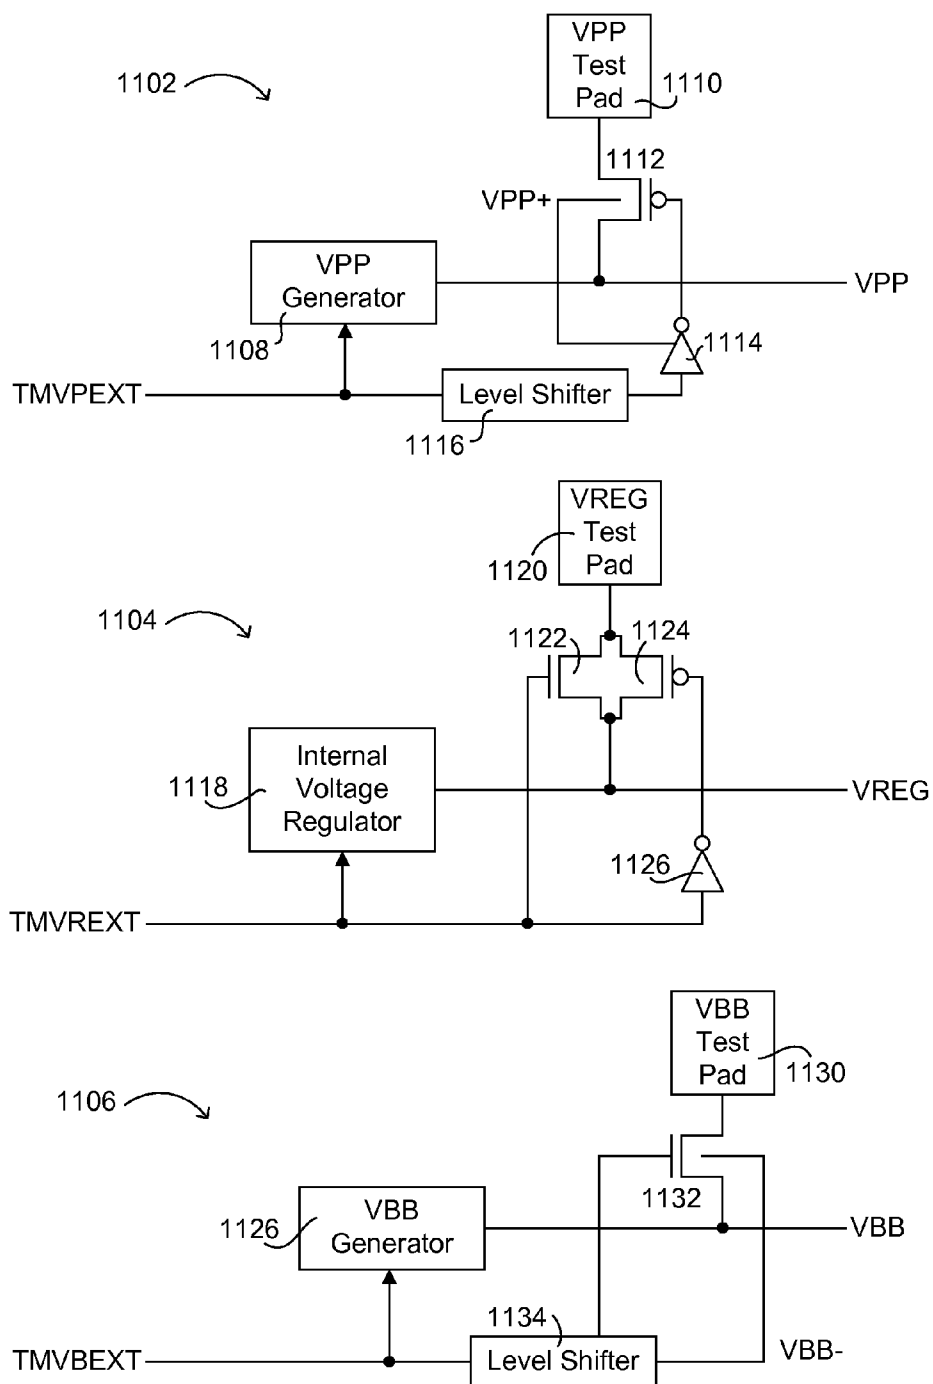 VPP
Test
Pad
1110
1102
1112
VPP+
VPP
Generator
VPP
1108
1114
TMVPEXT
Level Shifter
1116
VREG
Test
Pad
1120
1104
1122
1124
Internal
Voltage
Regulator
1118
VREG
1126
TMVREXT
VBB
Test
Pad
1130
1106
1132
VBB
Generator
1126
VBB
1134
TMVBEXT
Level Shifter
VBB-